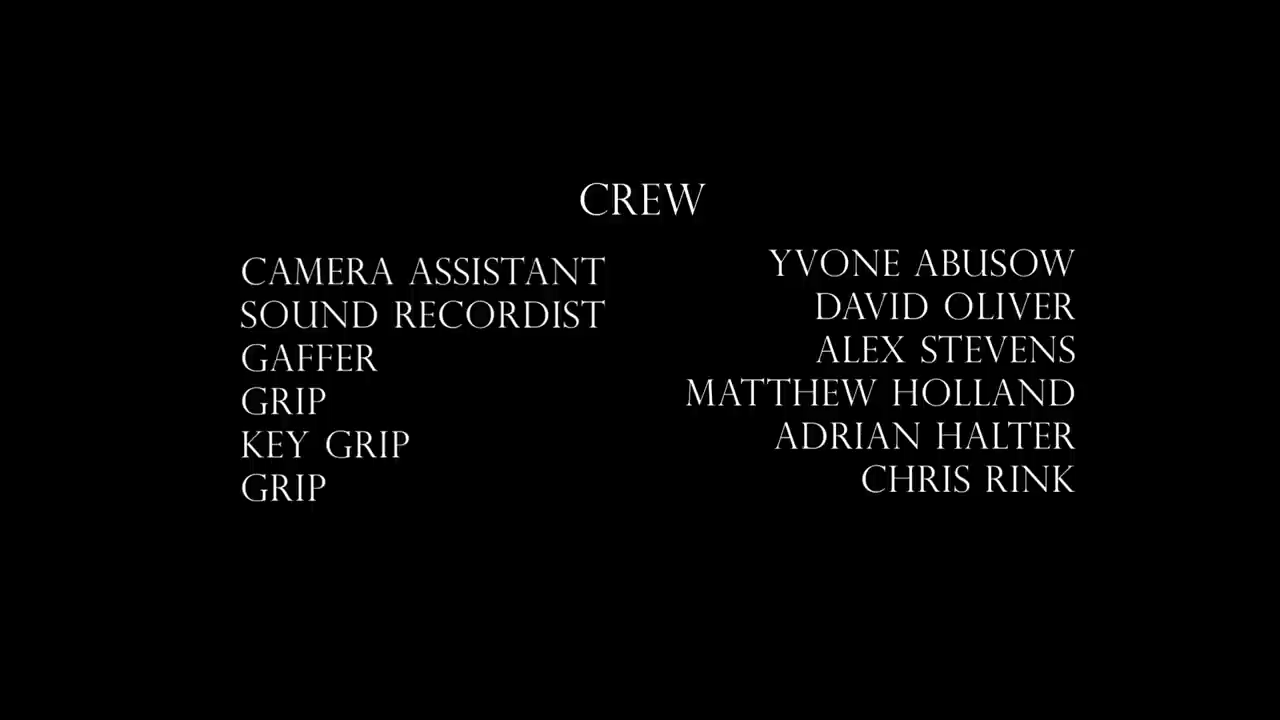 CREW
CAMERA ASSISTANT YVONE ABUSOW
SOUND RECORDIST DAVID OLIVER
GAFFER ALEX STEVENS
GRIP MATTHEW HOLLAND
KEY GRIP ADRIAN HALTER
GRIP CHRIS RINK